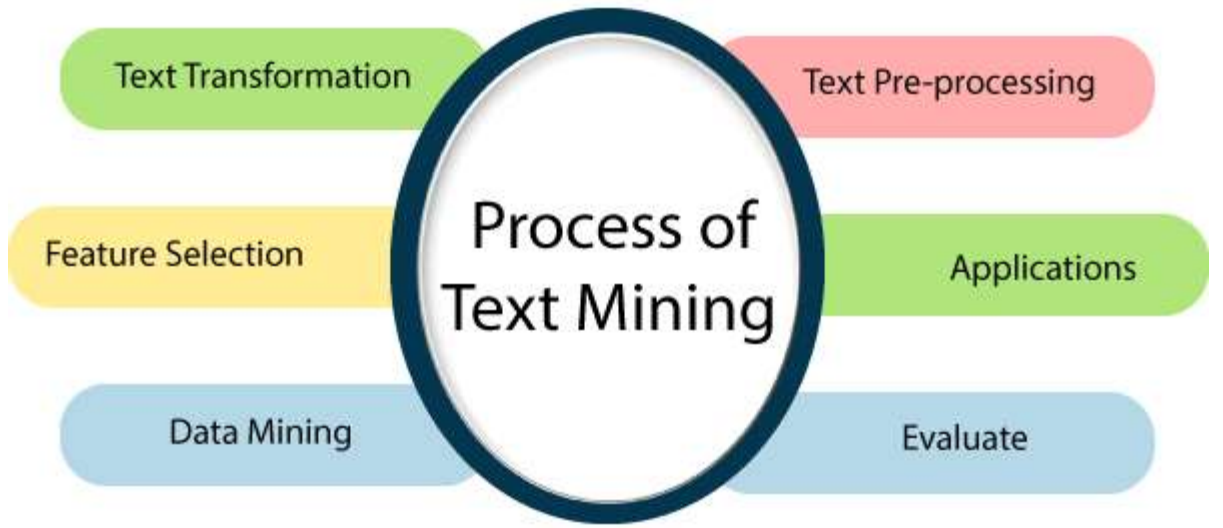 Text Transformation
Text Pre-processing
Process of
Text Mining
Feature Selection
Applications
Data Mining
Evaluate